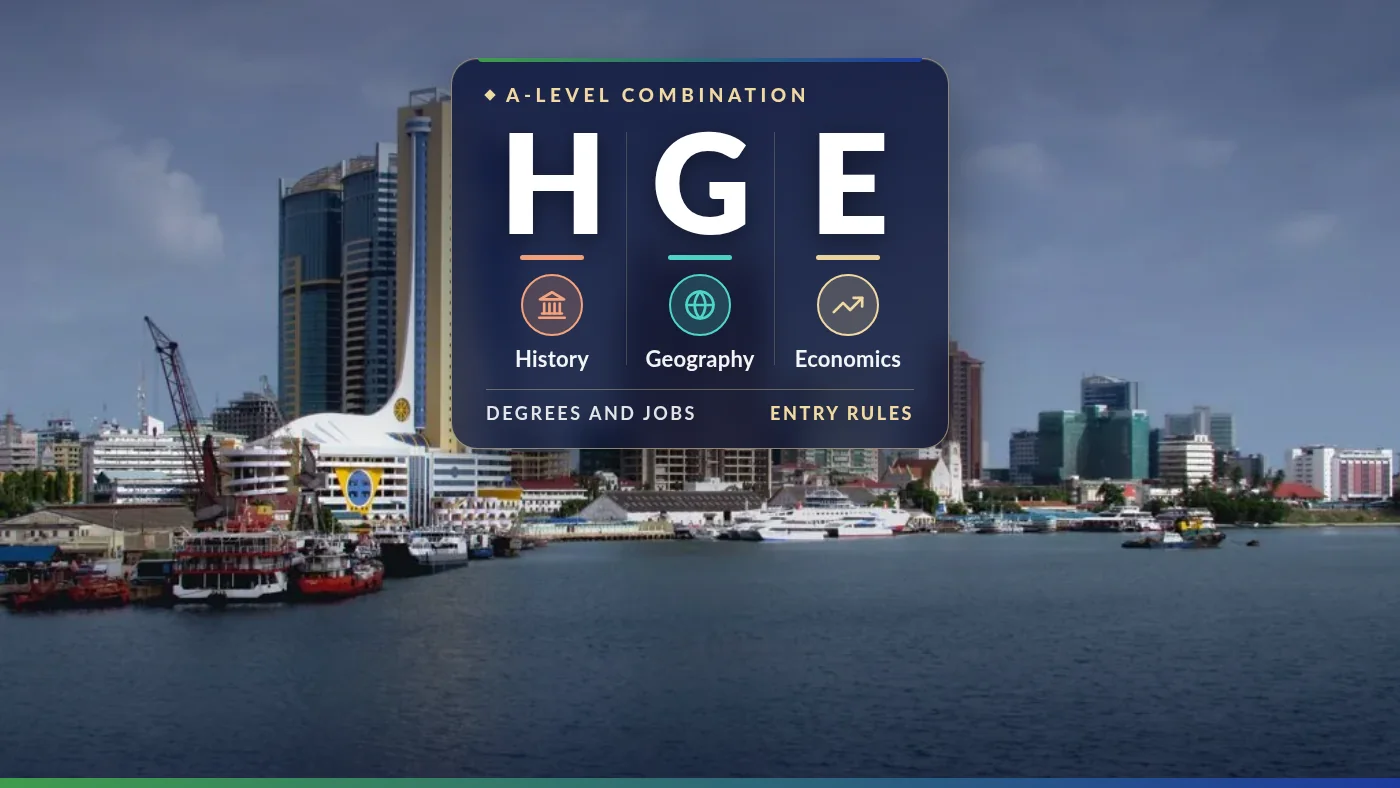 A-LEVEL COMBINATION
H G E
History Geography Economics
DEGREES AND JOBS ENTRY RULES